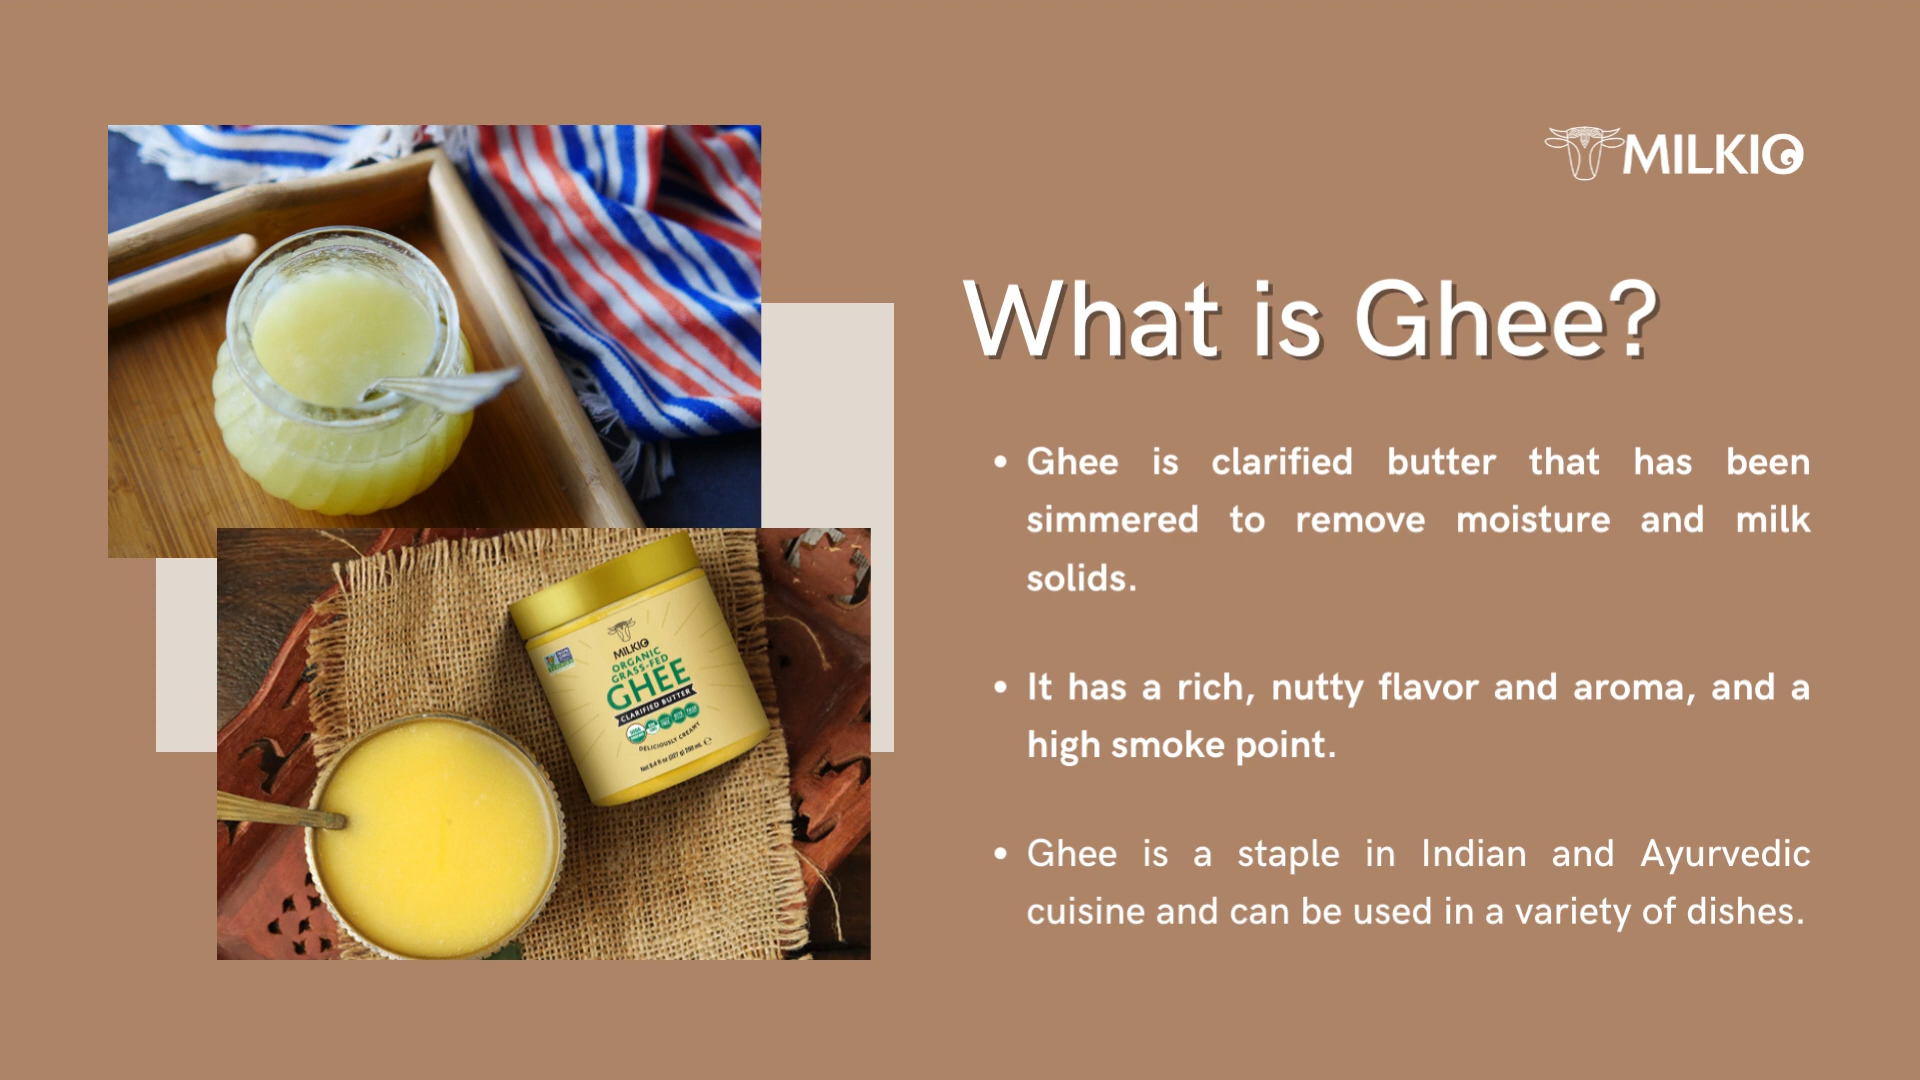 MILKIO
What is Ghee?
• Ghee is clarified butter that has been
simmered to remove moisture and milk
solids.
• It has a rich, nutty flavor and aroma, and a
high smoke point.
• Ghee is a staple in Indian and Ayurvedic
cuisine and can be used in a variety of dishes.
MILKIO
ORGANIC
GRASS-FED
GHEE
CLARIFIED BUTTER
DELICIOUSLY CREAMY